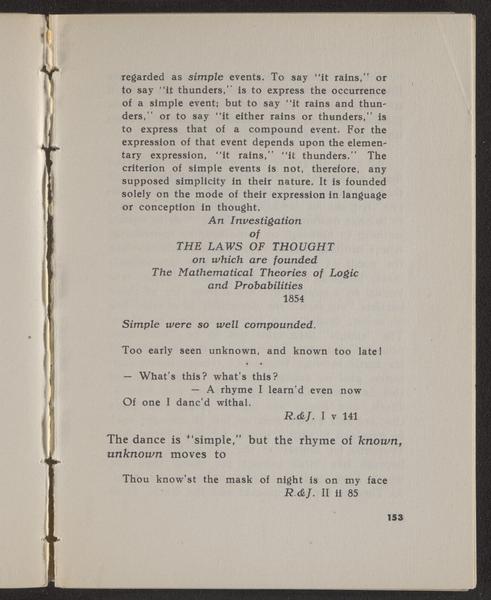 regarded as simple events. To say "it rains," or
to say "it thunders," is to express the occurrence
of a simple event; but to say "it rains and thun-
ders," or to say "it either rains or thunders," is
to express that of a compound event. For the
expression of that event depends upon the elemen-
tary expression, "it rains," "it thunders." The
criterion of simple events is not, therefore, any
supposed simplicity in their nature. It is founded
solely on the mode of their expression in language
or conception in thought.
An Investigation
of
THE LAWS OF THOUGHT
on which are founded
The Mathematical Theories of Logic
and Probabilities
1854
Simple were so well compounded.
Too early seen unknown, and known too late!
. .
— What's this? what's this?
— A rhyme I learn'd even now
Of one I danc'd withal.
R.&J. I v 141
The dance is "simple," but the rhyme of known,
unknown moves to
Thou know'st the mask of night is on my face
R.&J. II ii 85
153